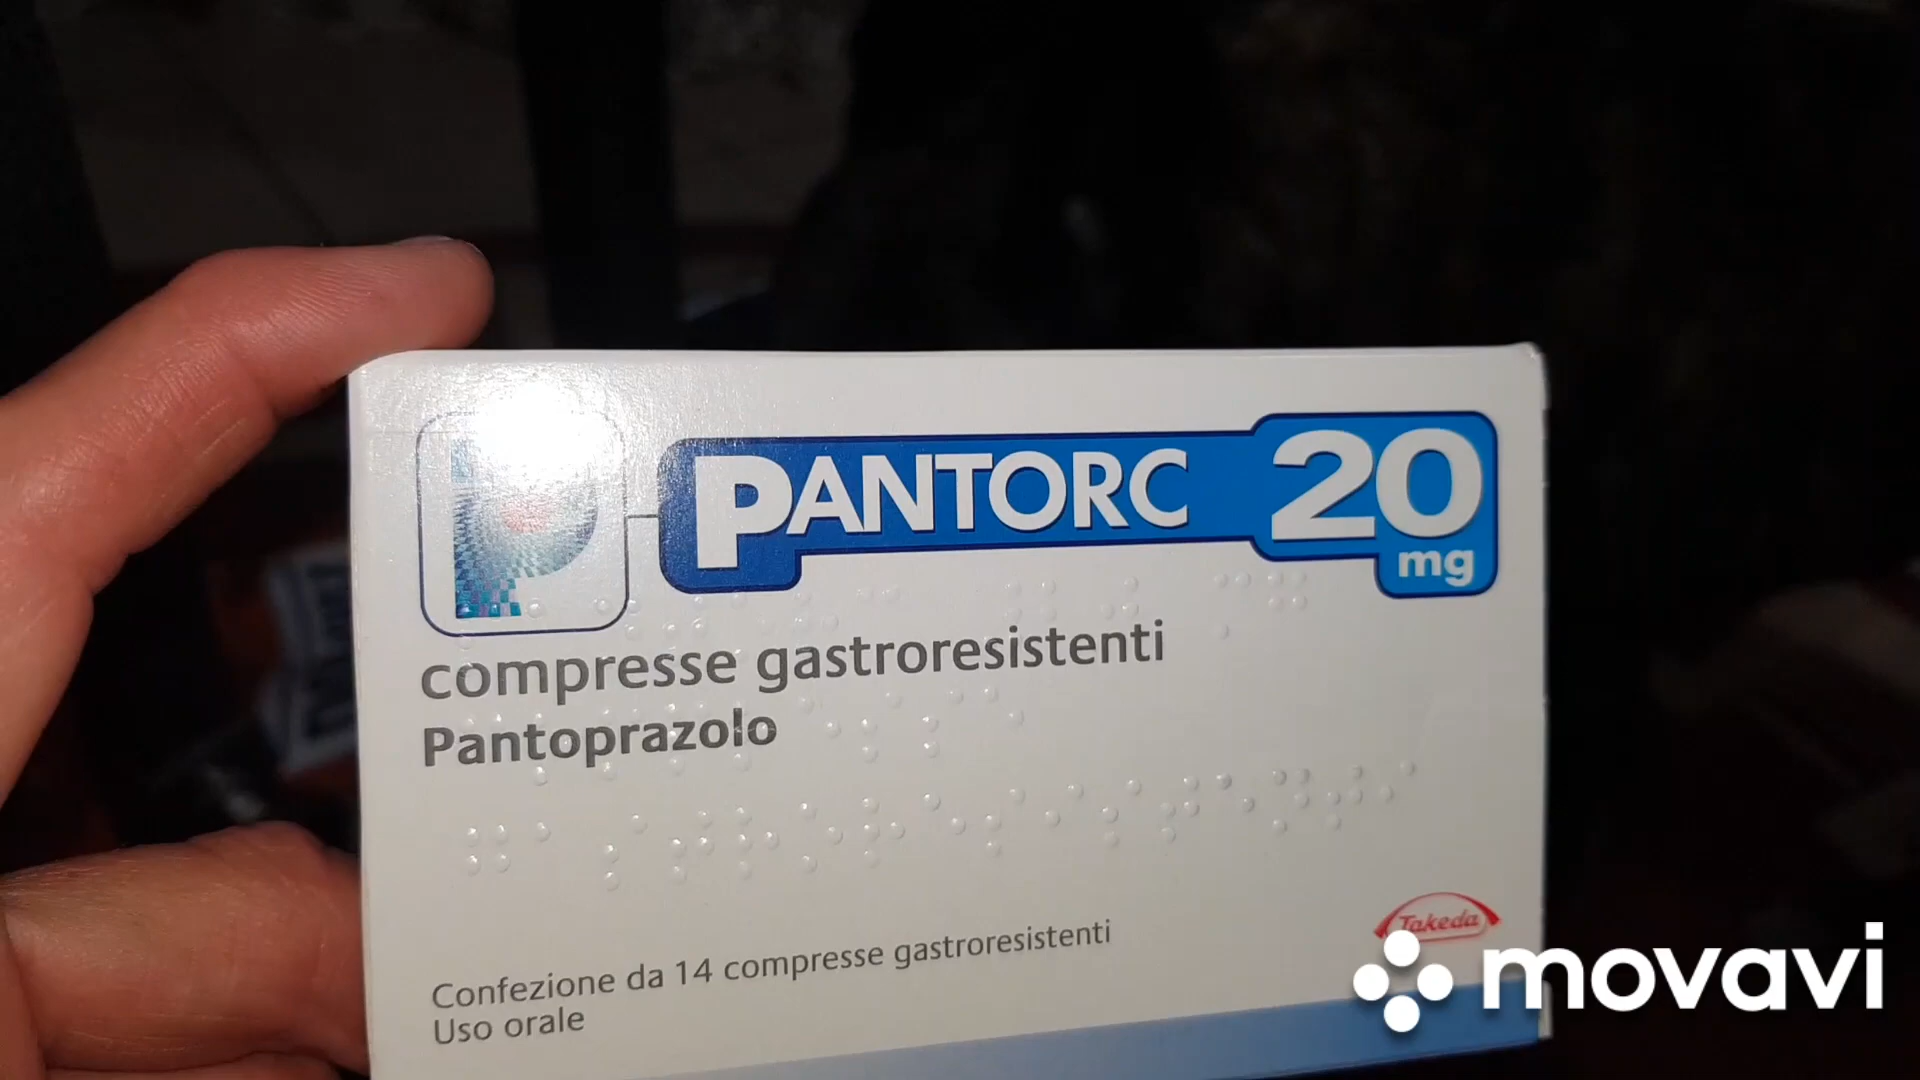 PANTORC 20
mg
compresse gastroresistenti
Pantoprazolo
Confezione da 14 compresse gastroresistenti
Uso orale
Takeda
movavi